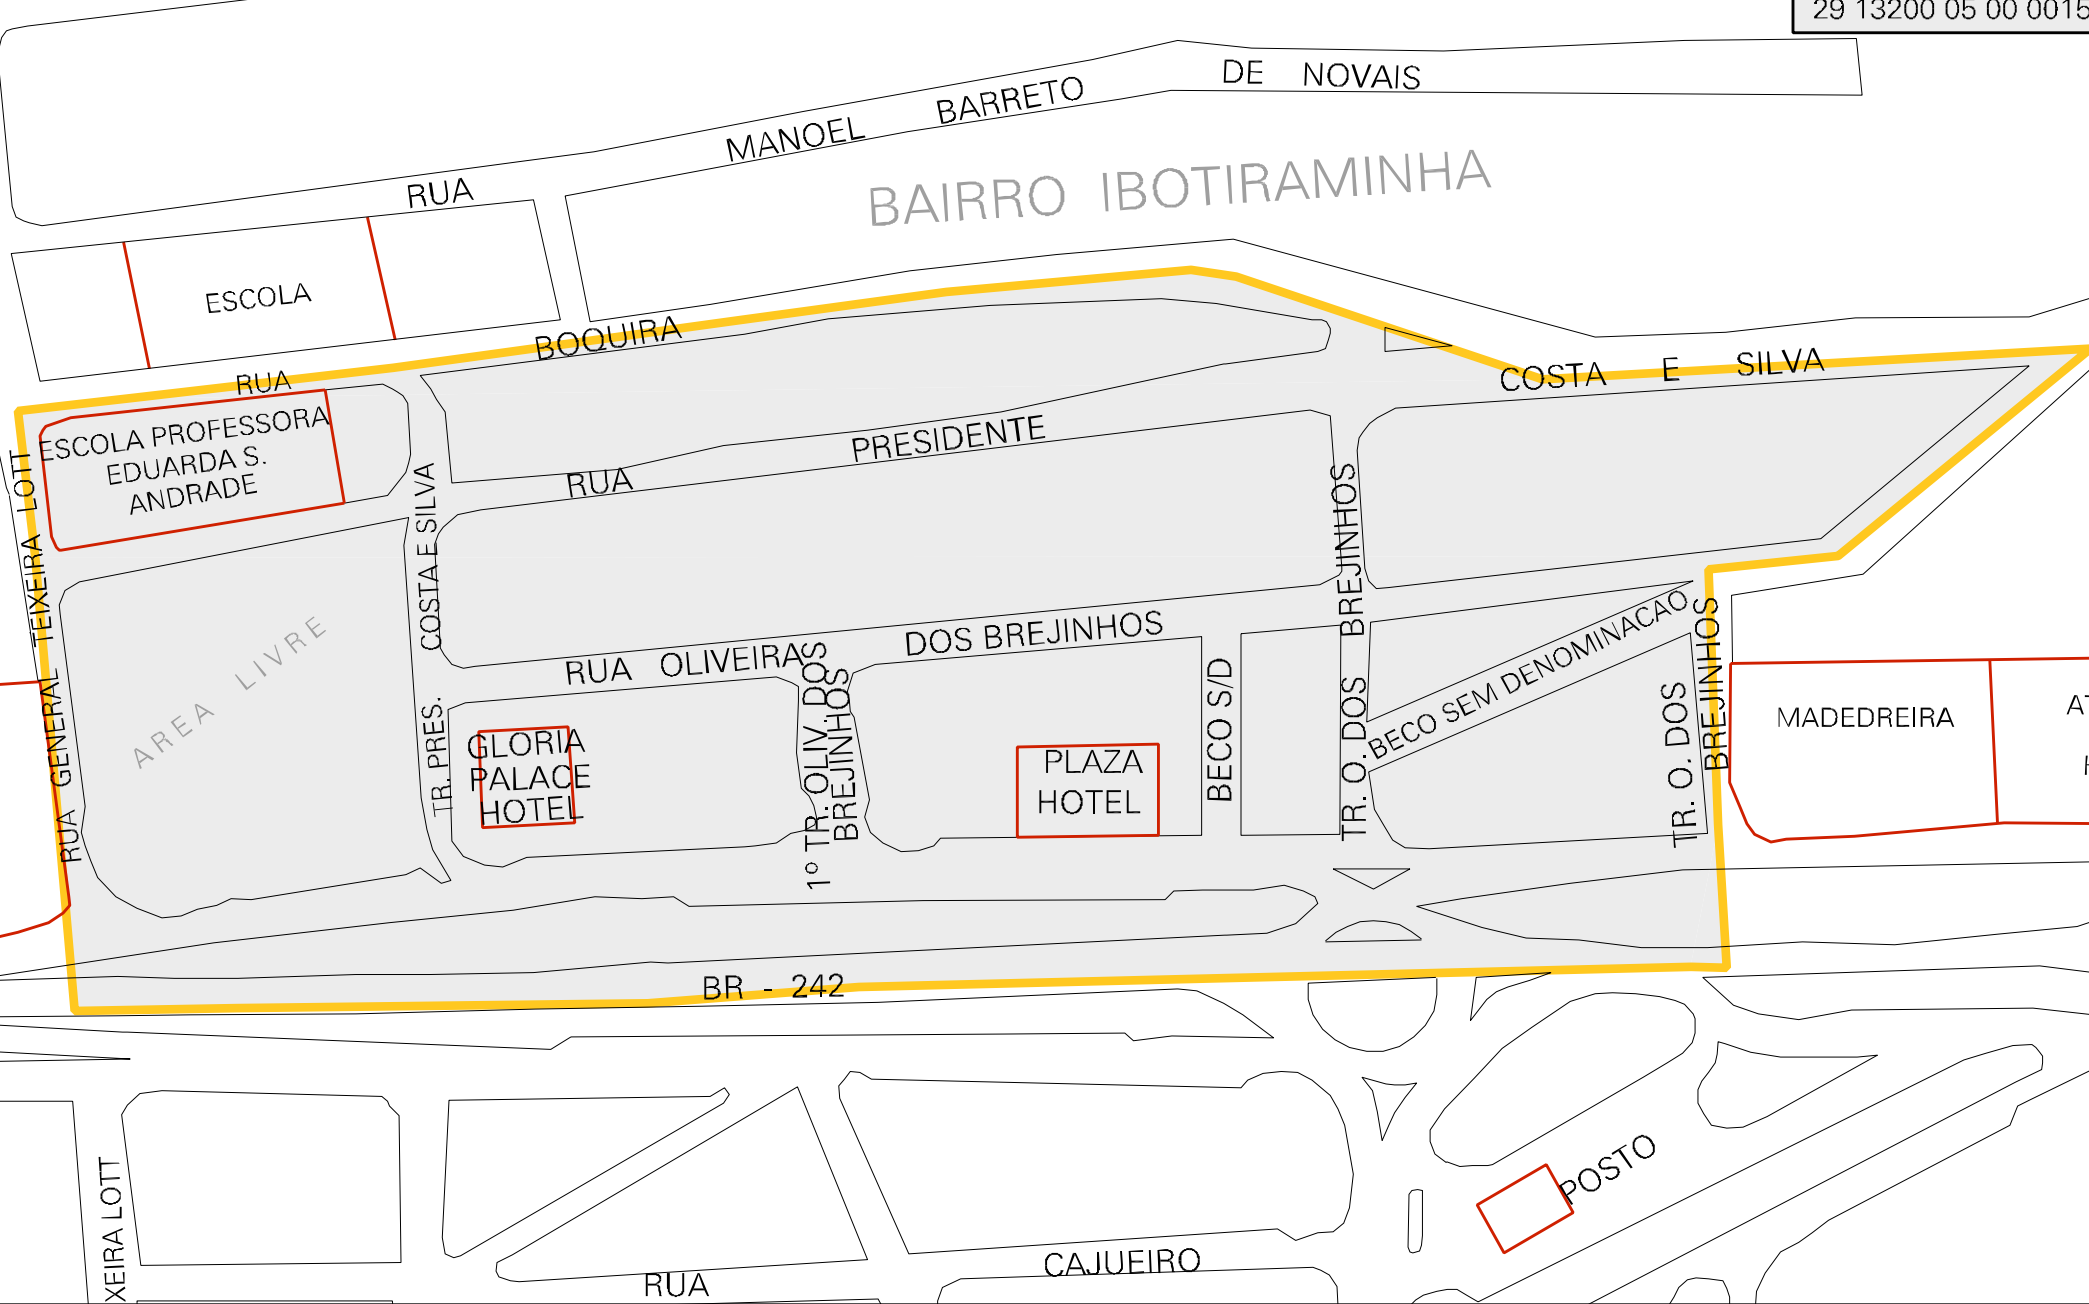 29 13200 05 00 0015
RUA MANOEL BARRETO DE NOVAIS
BAIRRO IBOTIRAMINHA
ESCOLA
RUA BOQUIRA
COSTA E SILVA
ESCOLA PROFESSORA
EDUARDA S.
ANDRADE
RUA PRESIDENTE
RUA GENERAL TEIXEIRA LOTT
TR. PRES. COSTA E SILVA
AREA LIVRE
RUA OLIVEIRA DOS BREJINHOS
1º TR. OLIV. DOS
BREJINHOS
GLORIA
PALACE
HOTEL
PLAZA
HOTEL
BECO S/D
TR. O. DOS BREJINHOS
BECO SEM DENOMINACAO
TR. O. DOS
BREJINHOS
MADEDREIRA
AT
H
BR - 242
XEIRA LOTT
POSTO
RUA CAJUEIRO